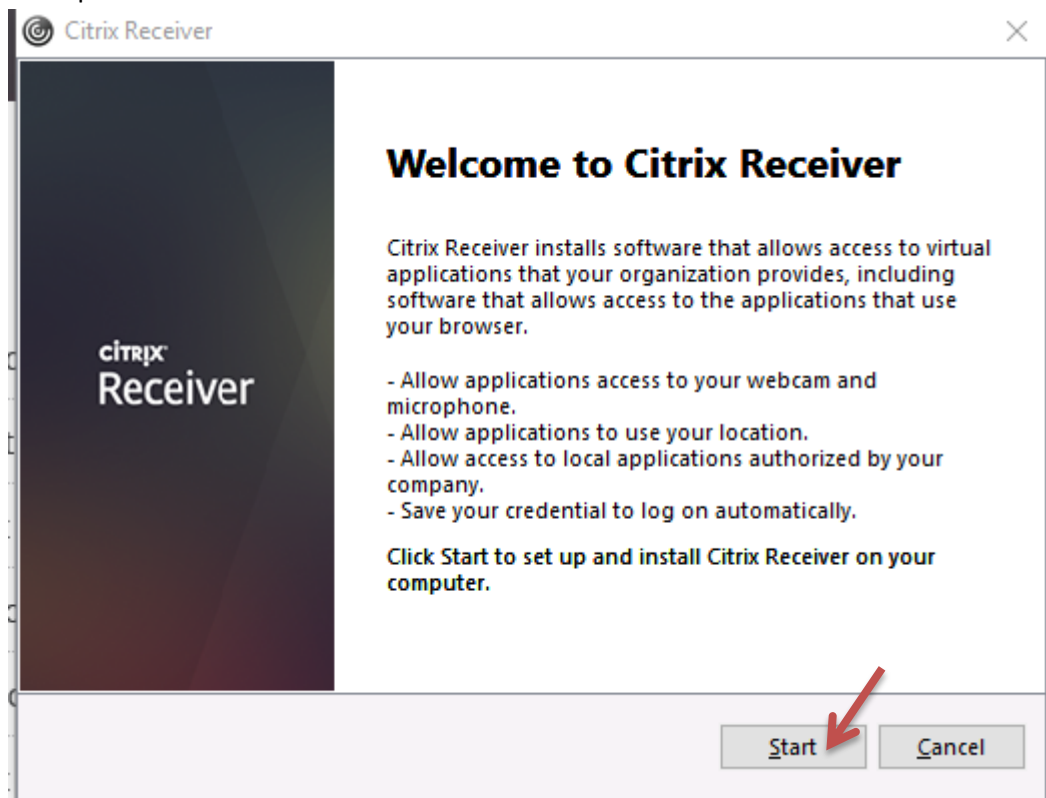 Citrix Receiver
Welcome to Citrix Receiver
Citrix Receiver installs software that allows access to virtual
applications that your organization provides, including
software that allows access to the applications that use
your browser.
CİTRIX
Receiver
- Allow applications access to your webcam and
microphone.
- Allow applications to use your location.
- Allow access to local applications authorized by your
company.
- Save your credential to log on automatically.
Click Start to set up and install Citrix Receiver on your
computer.
Start
Cancel